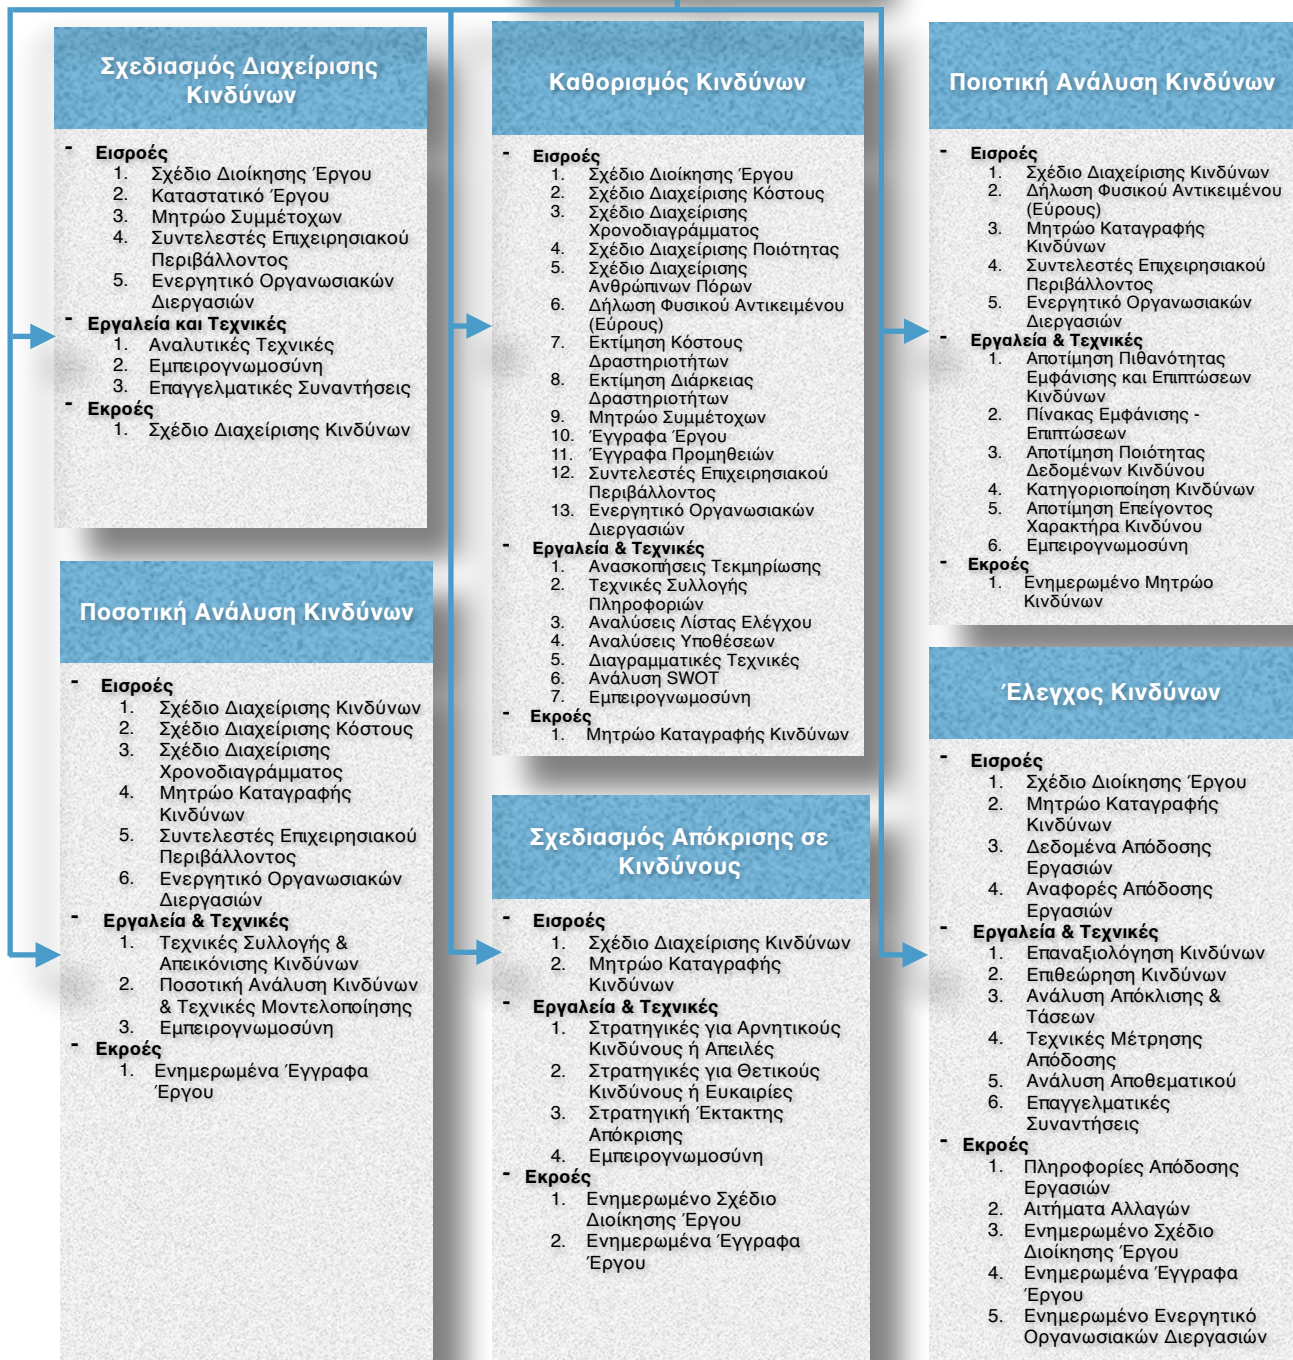 Σχεδιασμός Διαχείρισης
Κινδύνων
- Εισροές
1. Σχέδιο Διοίκησης Έργου
2. Καταστατικό Έργου
3. Μητρώο Συμμέτοχων
4. Συντελεστές Επιχειρησιακού
Περιβάλλοντος
5. Ενεργητικό Οργανωσιακών
Διεργασιών
- Εργαλεία και Τεχνικές
1. Αναλυτικές Τεχνικές
2. Εμπειρογνωμοσύνη
3. Επαγγελματικές Συναντήσεις
- Εκροές
1. Σχέδιο Διαχείρισης Κινδύνων
Καθορισμός Κινδύνων
- Εισροές
1. Σχέδιο Διοίκησης Έργου
2. Σχέδιο Διαχείρισης Κόστους
3. Σχέδιο Διαχείρισης
Χρονοδιαγράμματος
4. Σχέδιο Διαχείρισης Ποιότητας
5. Σχέδιο Διαχείρισης
Ανθρώπινων Πόρων
6. Δήλωση Φυσικού Αντικειμένου
(Εύρους)
7. Εκτίμηση Κόστους
Δραστηριοτήτων
8. Εκτίμηση Διάρκειας
Δραστηριοτήτων
9. Μητρώο Συμμέτοχων
10. Έγγραφα Έργου
11. Έγγραφα Προμηθειών
12. Συντελεστές Επιχειρησιακού
Περιβάλλοντος
13. Ενεργητικό Οργανωσιακών
Διεργασιών
- Εργαλεία & Τεχνικές
1. Ανασκοπήσεις Τεκμηρίωσης
2. Τεχνικές Συλλογής
Πληροφοριών
3. Αναλύσεις Λίστας Ελέγχου
4. Αναλύσεις Υποθέσεων
5. Διαγραμματικές Τεχνικές
6. Ανάλυση SWOT
7. Εμπειρογνωμοσύνη
- Εκροές
1. Μητρώο Καταγραφής Κινδύνων
Ποιοτική Ανάλυση Κινδύνων
- Εισροές
1. Σχέδιο Διαχείρισης Κινδύνων
2. Δήλωση Φυσικού Αντικειμένου
(Εύρους)
3. Μητρώο Καταγραφής
Κινδύνων
4. Συντελεστές Επιχειρησιακού
Περιβάλλοντος
5. Ενεργητικό Οργανωσιακών
Διεργασιών
- Εργαλεία & Τεχνικές
1. Αποτίμηση Πιθανότητας
Εμφάνισης και Επιπτώσεων
Κινδύνων
2. Πίνακας Εμφάνισης -
Επιπτώσεων
3. Αποτίμηση Ποιότητας
Δεδομένων Κινδύνου
4. Κατηγοριοποίηση Κινδύνων
5. Αποτίμηση Επείγοντος
Χαρακτήρα Κινδύνου
6. Εμπειρογνωμοσύνη
- Εκροές
1. Ενημερωμένο Μητρώο
Κινδύνων
Ποσοτική Ανάλυση Κινδύνων
- Εισροές
1. Σχέδιο Διαχείρισης Κινδύνων
2. Σχέδιο Διαχείρισης Κόστους
3. Σχέδιο Διαχείρισης
Χρονοδιαγράμματος
4. Μητρώο Καταγραφής
Κινδύνων
5. Συντελεστές Επιχειρησιακού
Περιβάλλοντος
6. Ενεργητικό Οργανωσιακών
Διεργασιών
- Εργαλεία & Τεχνικές
1. Τεχνικές Συλλογής &
Απεικόνισης Κινδύνων
2. Ποσοτική Ανάλυση Κινδύνων
& Τεχνικές Μοντελοποίησης
3. Εμπειρογνωμοσύνη
- Εκροές
1. Ενημερωμένα Έγγραφα
Έργου
Σχεδιασμός Απόκρισης σε
Κινδύνους
- Εισροές
1. Σχέδιο Διαχείρισης Κινδύνων
2. Μητρώο Καταγραφής
Κινδύνων
- Εργαλεία & Τεχνικές
1. Στρατηγικές για Αρνητικούς
Κινδύνους ή Απειλές
2. Στρατηγικές για Θετικούς
Κινδύνους ή Ευκαιρίες
3. Στρατηγική Έκτακτης
Απόκρισης
4. Εμπειρογνωμοσύνη
- Εκροές
1. Ενημερωμένο Σχέδιο
Διοίκησης Έργου
2. Ενημερωμένα Έγγραφα
Έργου
Έλεγχος Κινδύνων
- Εισροές
1. Σχέδιο Διοίκησης Έργου
2. Μητρώο Καταγραφής
Κινδύνων
3. Δεδομένα Απόδοσης
Εργασιών
4. Αναφορές Απόδοσης
Εργασιών
- Εργαλεία & Τεχνικές
1. Επαναξιολόγηση Κινδύνων
2. Επιθεώρηση Κινδύνων
3. Ανάλυση Απόκλισης &
Τάσεων
4. Τεχνικές Μέτρησης
Απόδοσης
5. Ανάλυση Αποθεματικού
6. Επαγγελματικές
Συναντήσεις
- Εκροές
1. Πληροφορίες Απόδοσης
Εργασιών
2. Αιτήματα Αλλαγών
3. Ενημερωμένο Σχέδιο
Διοίκησης Έργου
4. Ενημερωμένα Έγγραφα
Έργου
5. Ενημερωμένο Ενεργητικό
Οργανωσιακών Διεργασιών